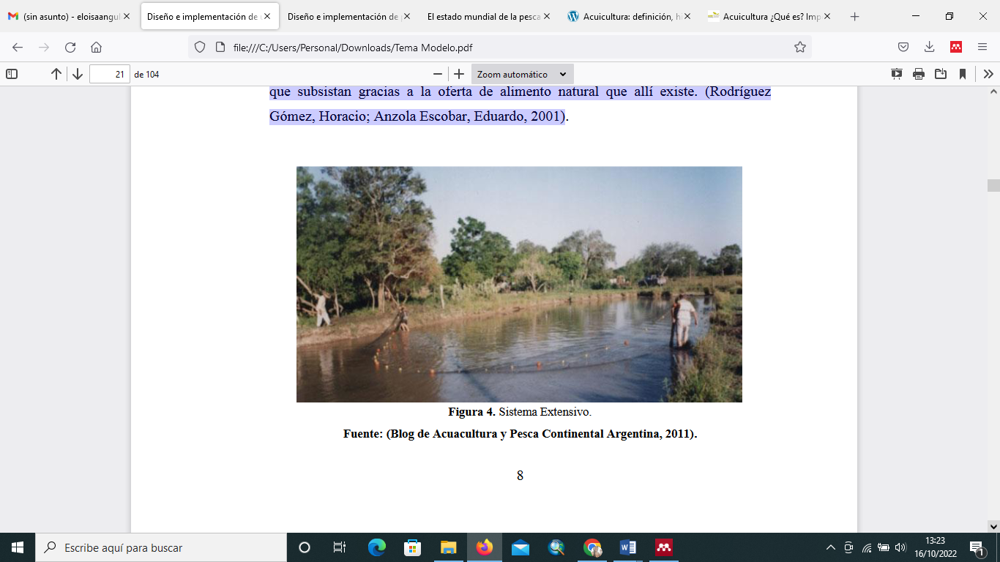 (sin asunto) - eloisaangul
Diseño e implementación de u
Diseño e implementación de p
El estado mundial de la pesca
Acuicultura: definición, hi
Acuicultura ¿Qué es? Imp
file:///C:/Users/Personal/Downloads/Tema Modelo.pdf
21 de 104
Zoom automático
que subsistan gracias a la oferta de alimento natural que allí existe. (Rodríguez
Gómez, Horacio; Anzola Escobar, Eduardo, 2001).
Figura 4. Sistema Extensivo.
Fuente: (Blog de Acuacultura y Pesca Continental Argentina, 2011).
8
Escribe aquí para buscar
13:23
16/10/2022
1